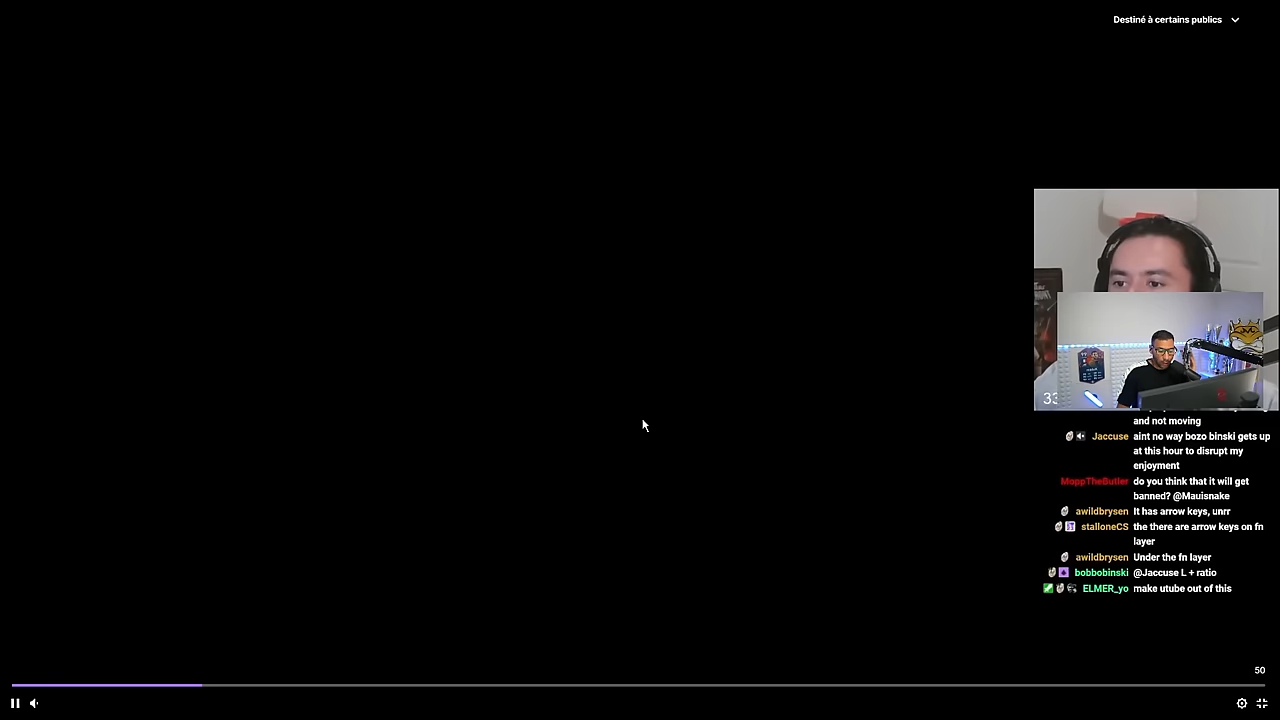 Destiné à certains publics
33
and not moving
Jaccuse aint no way bozo binski gets up
at this hour to disrupt my
enjoyment
MoppTheButler do you think that it will get
banned? @Mauisnake
awildbrysen It has arrow keys, unrr
stalloneCS the there are arrow keys on fn
layer
awildbrysen Under the fn layer
bobbobinski @Jaccuse L + ratio
ELMER_yo make utube out of this
50